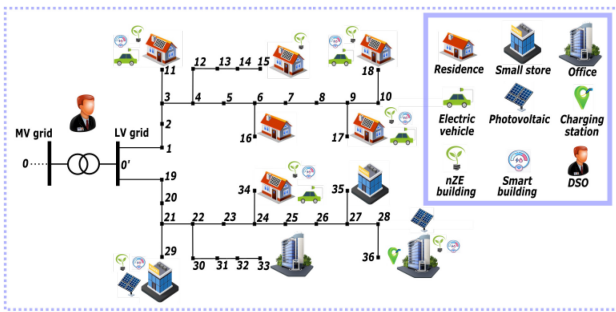 12 13 14 15
11
18
3 4 5 6 7 8 9 10
2
16
17
MV grid
LV grid
1
0
0'
19
20
34
35
21 22 23 24 25 26 27 28
29
30 31 32 33
36
Residence
Small store
Office
Electric
vehicle
Photovoltaic
Charging
station
nZE
building
Smart
building
DSO